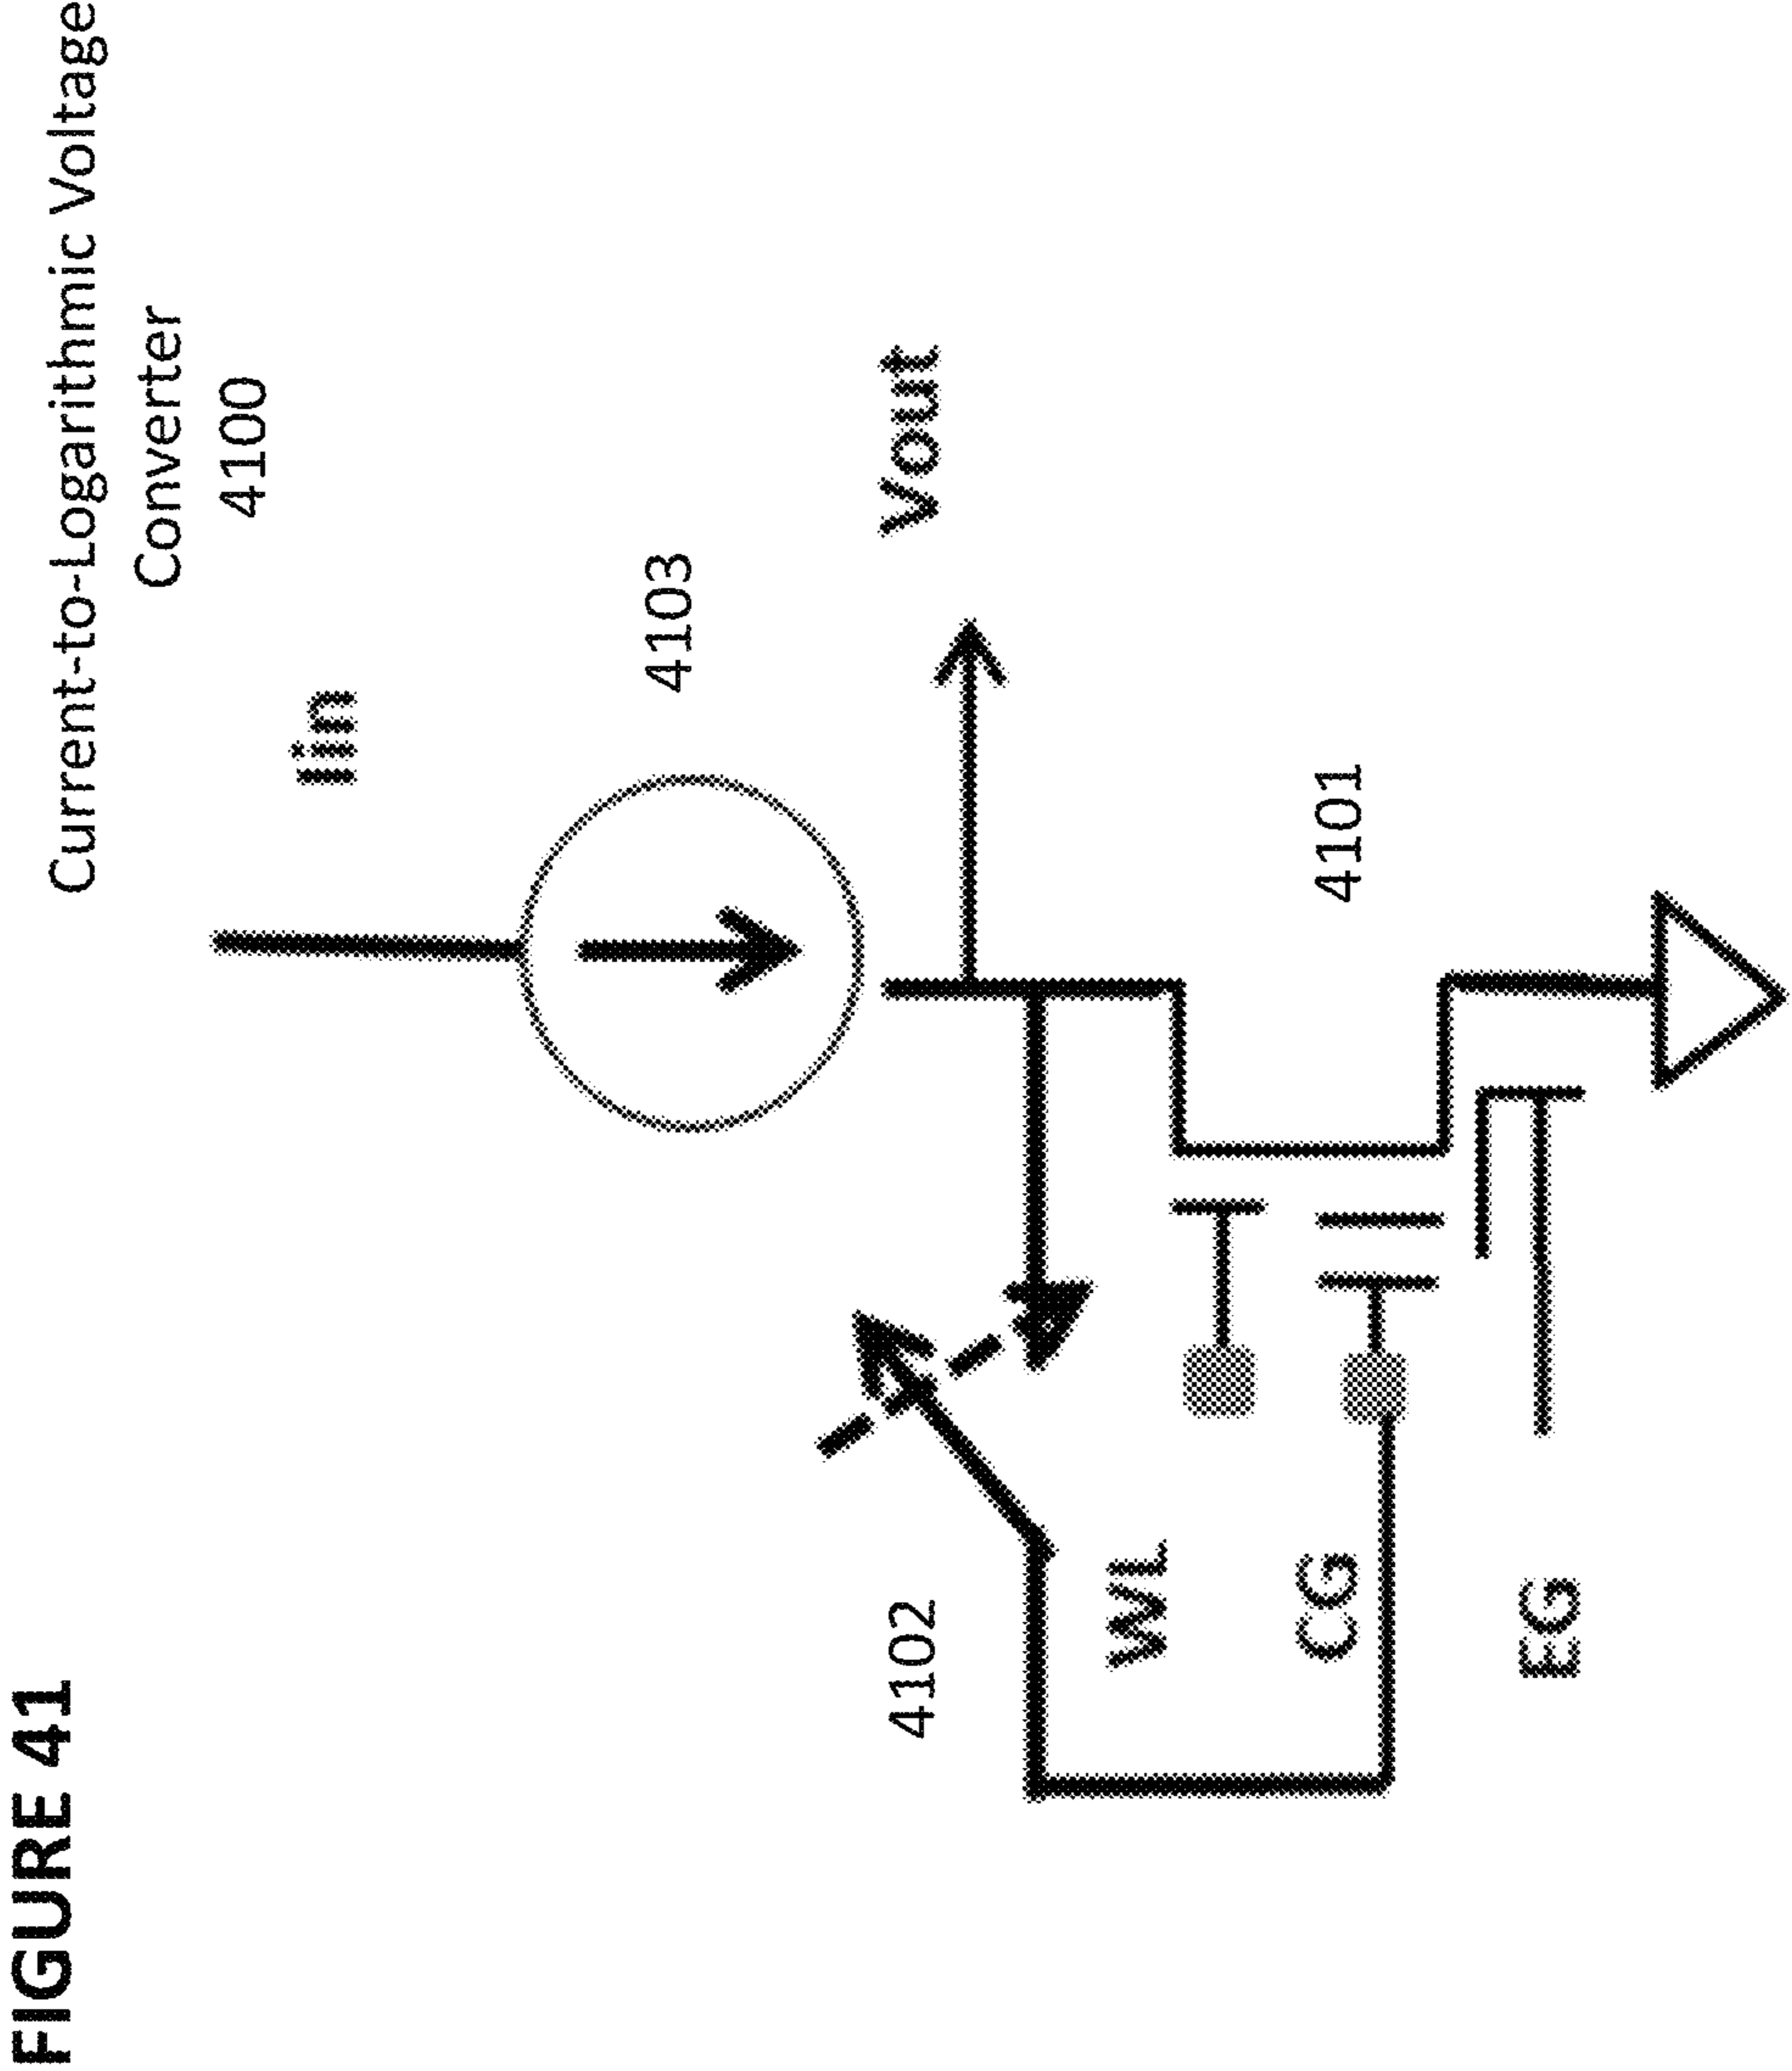 FIGURE 41
Current-to-Logarithmic Voltage
Converter
4100
Iin
4103
Vout
4102
WL
4101
CG
EG